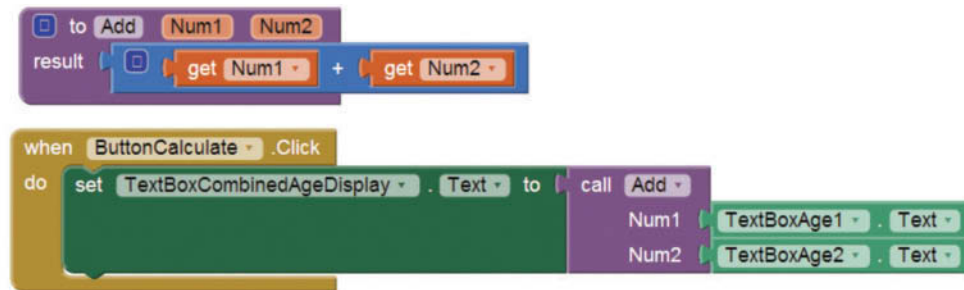 to Add Num1 Num2
result get Num1 + get Num2
when ButtonCalculate .Click
do set TextBoxCombinedAgeDisplay . Text to call Add
Num1 TextBoxAge1 . Text
Num2 TextBoxAge2 . Text